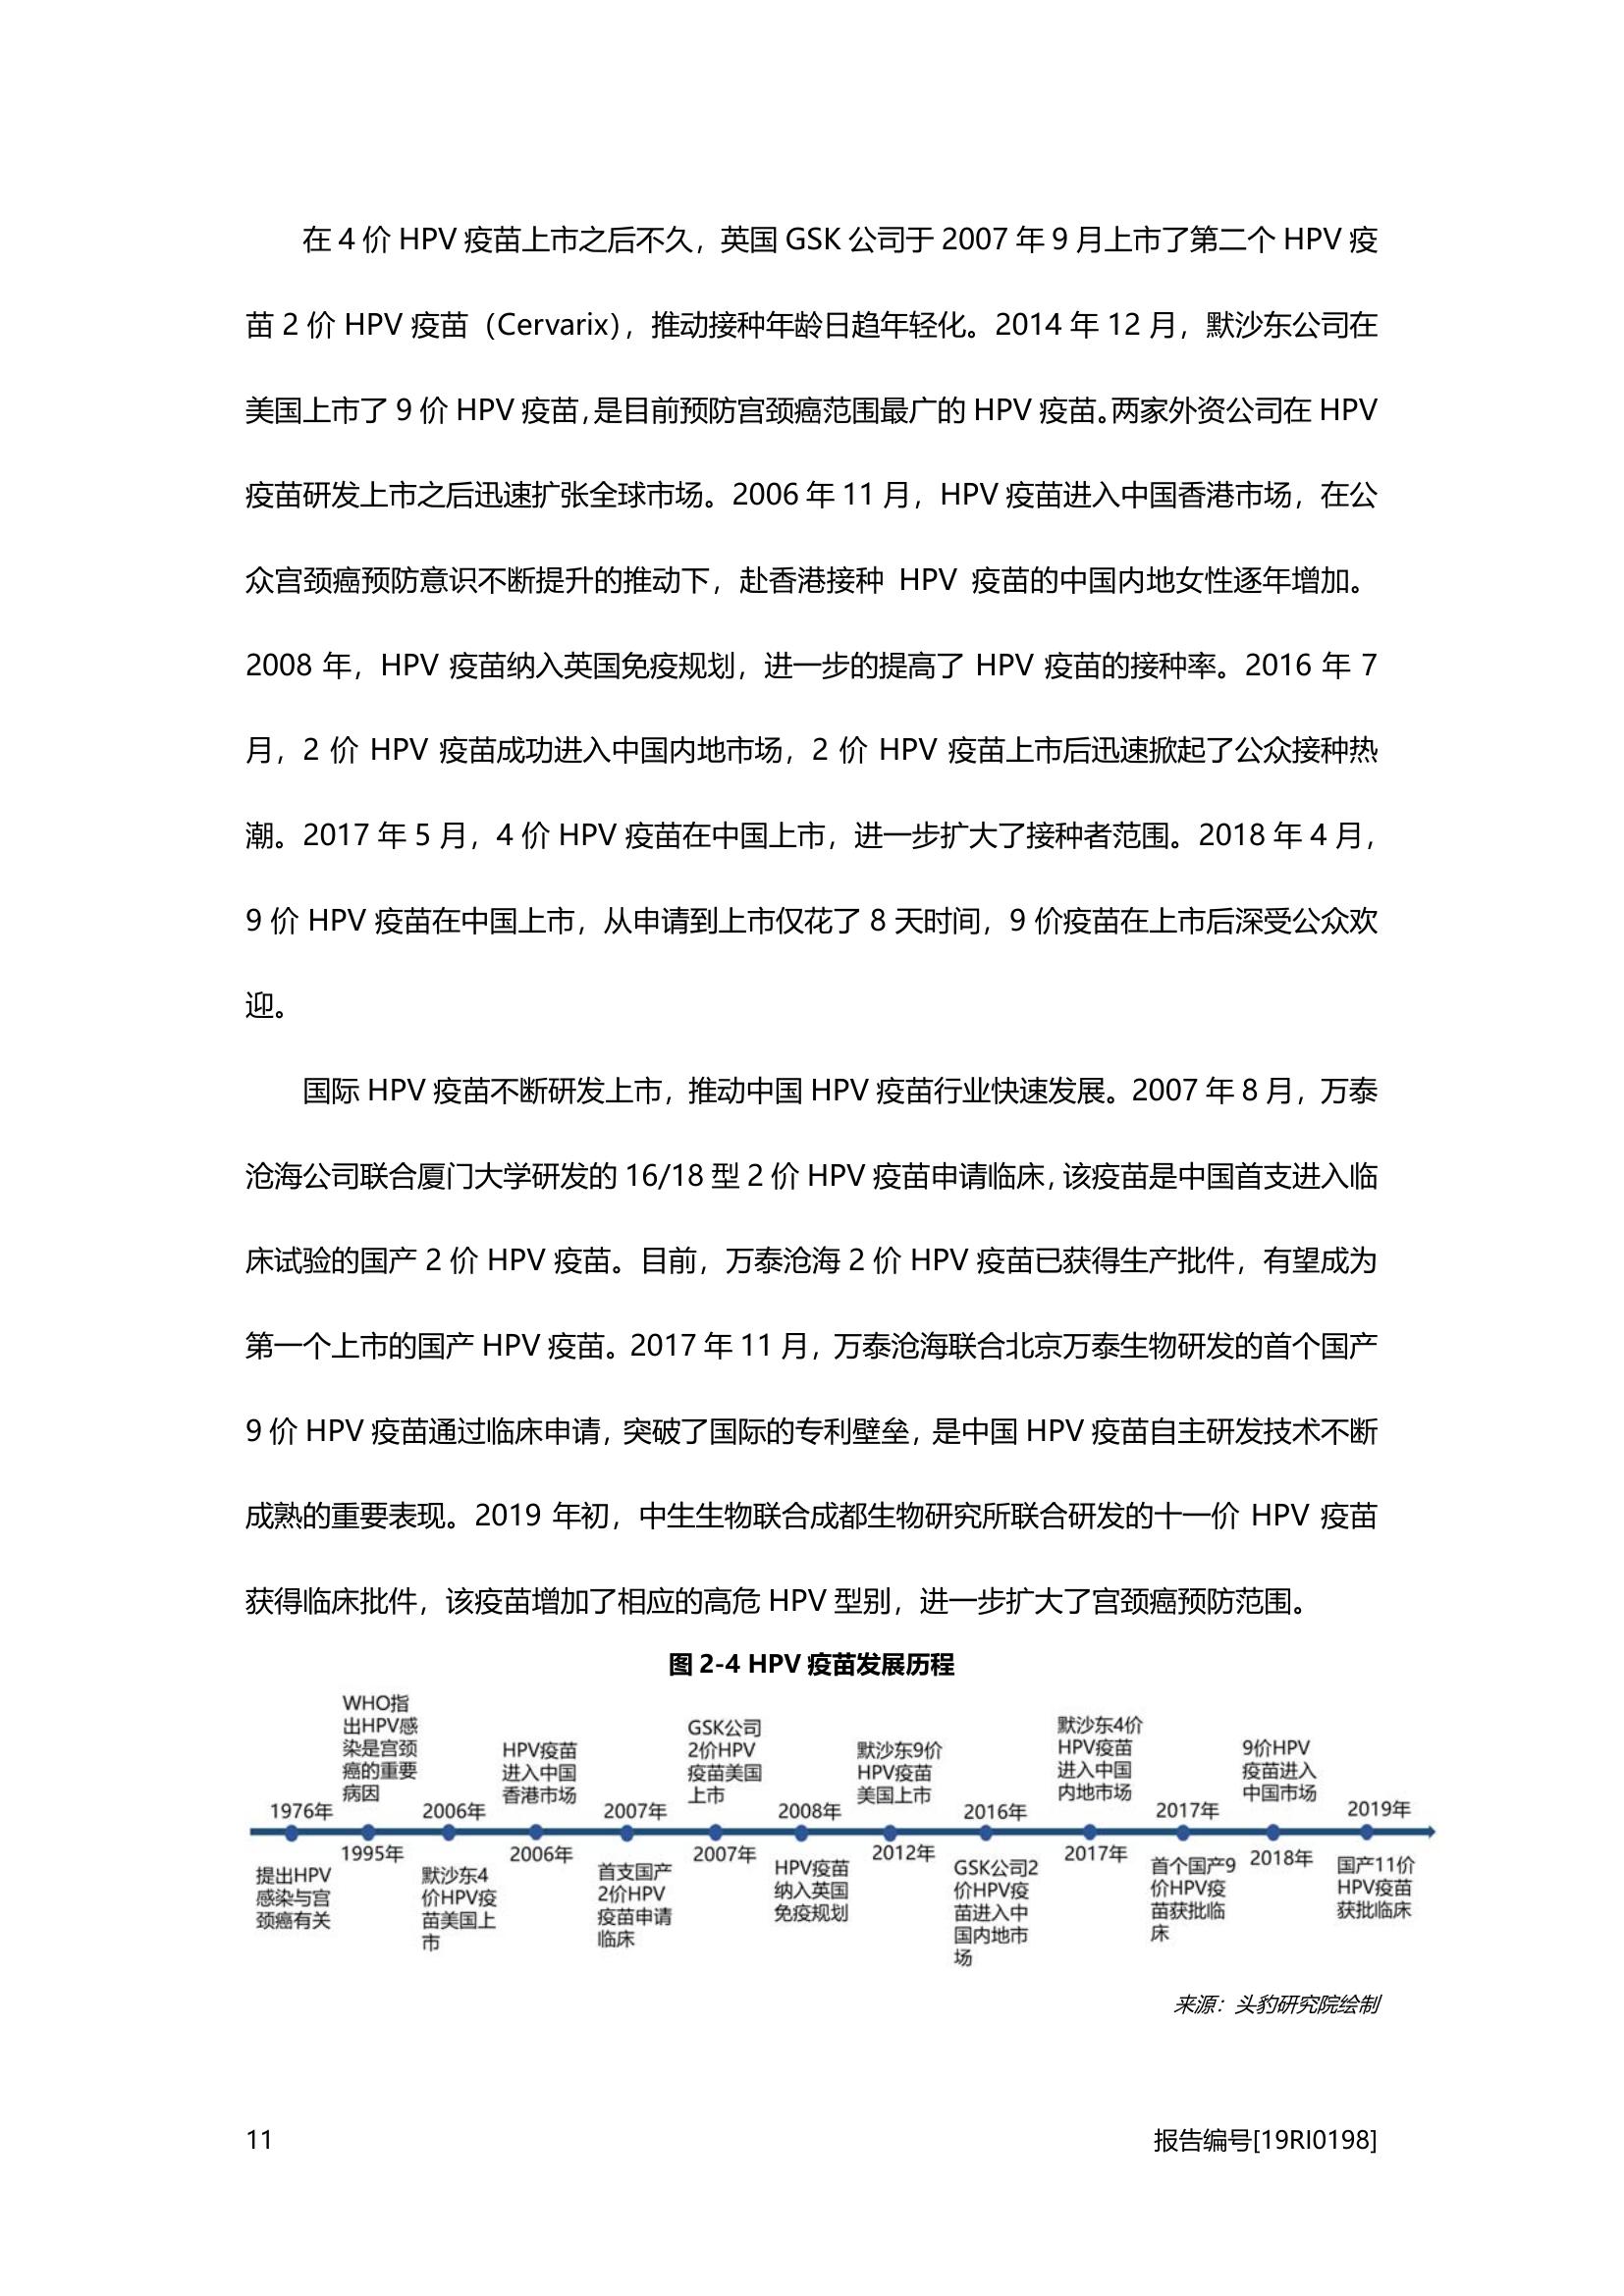 在 4 价 HPV 疫苗上市之后不久，英国 GSK 公司于 2007 年 9 月上市了第二个 HPV 疫
苗 2 价 HPV 疫苗（Cervarix），推动接种年龄日趋年轻化。2014 年 12 月，默沙东公司在
美国上市了 9 价 HPV 疫苗，是目前预防宫颈癌范围最广的 HPV 疫苗。两家外资公司在 HPV
疫苗研发上市之后迅速扩张全球市场。2006 年 11 月，HPV 疫苗进入中国香港市场，在公
众宫颈癌预防意识不断提升的推动下，赴香港接种 HPV 疫苗的中国内地女性逐年增加。
2008 年，HPV 疫苗纳入英国免疫规划，进一步的提高了 HPV 疫苗的接种率。2016 年 7
月，2 价 HPV 疫苗成功进入中国内地市场，2 价 HPV 疫苗上市后迅速掀起了公众接种热
潮。2017 年 5 月，4 价 HPV 疫苗在中国上市，进一步扩大了接种者范围。2018 年 4 月，
9 价 HPV 疫苗在中国上市，从申请到上市仅花了 8 天时间，9 价疫苗在上市后深受公众欢
迎。
国际 HPV 疫苗不断研发上市，推动中国 HPV 疫苗行业快速发展。2007 年 8 月，万泰
沧海公司联合厦门大学研发的 16/18 型 2 价 HPV 疫苗申请临床，该疫苗是中国首支进入临
床试验的国产 2 价 HPV 疫苗。目前，万泰沧海 2 价 HPV 疫苗已获得生产批件，有望成为
第一个上市的国产 HPV 疫苗。2017 年 11 月，万泰沧海联合北京万泰生物研发的首个国产
9 价 HPV 疫苗通过临床申请，突破了国际的专利壁垒，是中国 HPV 疫苗自主研发技术不断
成熟的重要表现。2019 年初，中生生物联合成都生物研究所联合研发的十一价 HPV 疫苗
获得临床批件，该疫苗增加了相应的高危 HPV 型别，进一步扩大了宫颈癌预防范围。
图 2-4 HPV 疫苗发展历程
1976年
提出HPV
感染与宫
颈癌有关
WHO指
出HPV感
染是宫颈
癌的重要
病因
1995年
2006年
默沙东4
价HPV疫
苗美国上
市
HPV疫苗
进入中国
香港市场
2006年
2007年
首支国产
2价HPV
疫苗申请
临床
GSK公司
2价HPV
疫苗美国
上市
2007年
2008年
HPV疫苗
纳入英国
免疫规划
默沙东9价
HPV疫苗
美国上市
2012年
2016年
GSK公司2
价HPV疫
苗进入中
国内地市
场
默沙东4价
HPV疫苗
进入中国
内地市场
2017年
2017年
首个国产9
价HPV疫
苗获批临
床
9价HPV
疫苗进入
中国市场
2018年
2019年
国产11价
HPV疫苗
获批临床
来源：头豹研究院绘制
11
报告编号[19RI0198]